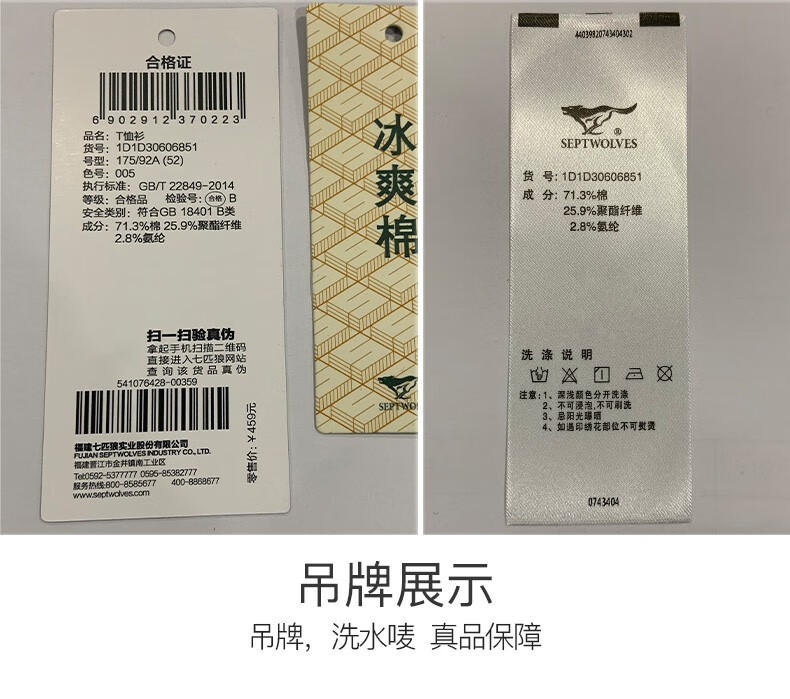 合格证
6 902912 370223
品名： T恤衫
货号： 1D1D30606851
号型： 175/92A (52)
色号： 005
执行标准： GB/T 22849-2014
等级： 合格品 检验号： 合格 B
安全类别： 符合GB 18401 B类
成分： 71.3%棉 25.9%聚酯纤维
2.8%氨纶
扫一扫验真伪
拿起手机扫描二维码
直接进入七匹狼网站
查询该货品真伪
541076428-00359
福建七匹狼实业股份有限公司
FUJIAN SEPTWOLVES INDUSTRY CO., LTD.
福建晋江市金井镇南工业区
Tel:0592-5377777 0595-85382777
服务热线:800-8585677 400-8868677
www.septwolves.com
零售价： ¥459元
冰爽棉
SEPTWO
44039820743404302
SEPTWOLVES ®
货 号： 1D1D30606851
成 分： 71.3%棉
25.9%聚酯纤维
2.8%氨纶
洗涤说明
注意：1、深浅颜色分开洗涤
2、不可浸泡,不可刷洗
3、忌阳光曝晒
4、如遇印绣花部位不可熨烫
0743404
吊牌展示
吊牌，洗水唛 真品保障